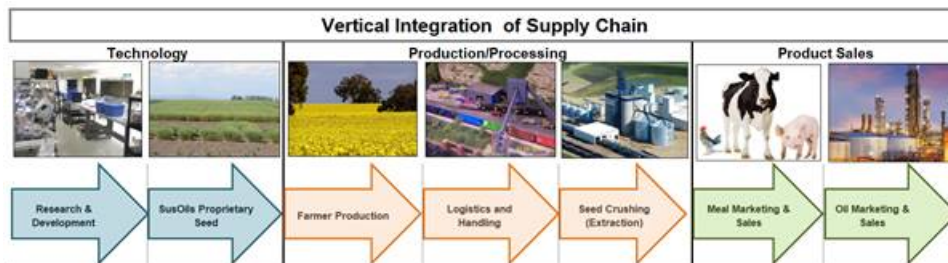 Vertical Integration of Supply Chain
Technology
Production/Processing
Product Sales
Research &
Development
SusOils Proprietary
Seed
Farmer Production
Logistics and
Handling
Seed Crushing
(Extraction)
Meal Marketing &
Sales
Oil Marketing &
Sales